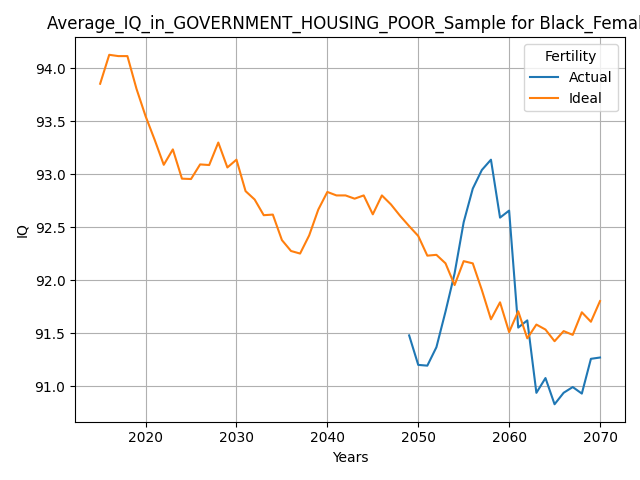 Average_IQ_in_GOVERNMENT_HOUSING_POOR_Sample for Black_Femal
Fertility
Actual
Ideal
94.0
93.5
93.0
92.5
92.0
91.5
91.0
IQ
2020 2030 2040 2050 2060 2070
Years